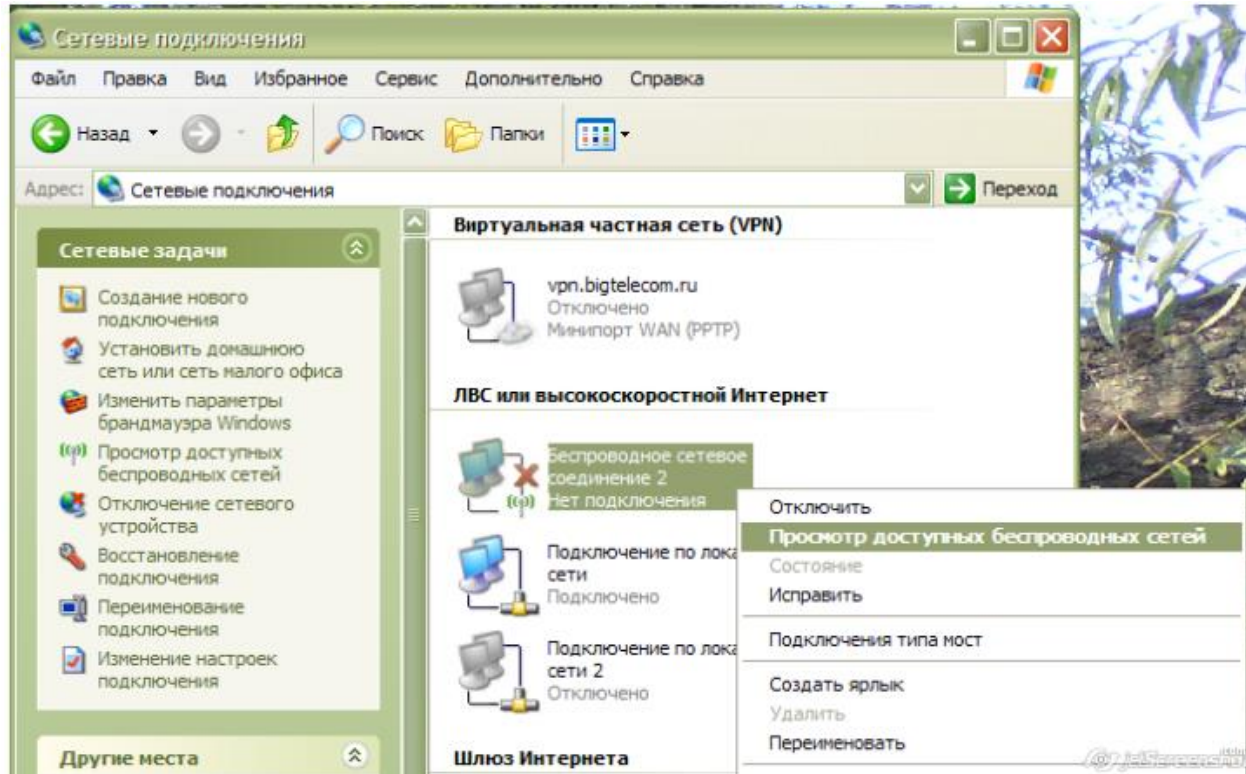 Сетевые подключения
Файл Правка Вид Избранное Сервис Дополнительно Справка
Назад Поиск Папки
Адрес: Сетевые подключения Переход
Сетевые задачи
Создание нового
подключения
Установить домашнюю
сеть или сеть малого офиса
Изменить параметры
брандмауэра Windows
Просмотр доступных
беспроводных сетей
Отключение сетевого
устройства
Восстановление
подключения
Переименование
подключения
Изменение настроек
подключения
Другие места
Виртуальная частная сеть (VPN)
vpn.bigtelecom.ru
Отключено
Минипорт WAN (PPTP)
ЛВС или высокоскоростной Интернет
Беспроводное сетевое
соединение 2
Нет подключения
Подключение по лока
сети
Подключено
Подключение по лока
сети 2
Отключено
Шлюз Интернета
Отключить
Просмотр доступных беспроводных сетей
Состояние
Исправить
Подключения типа мост
Создать ярлык
Удалить
Переименовать